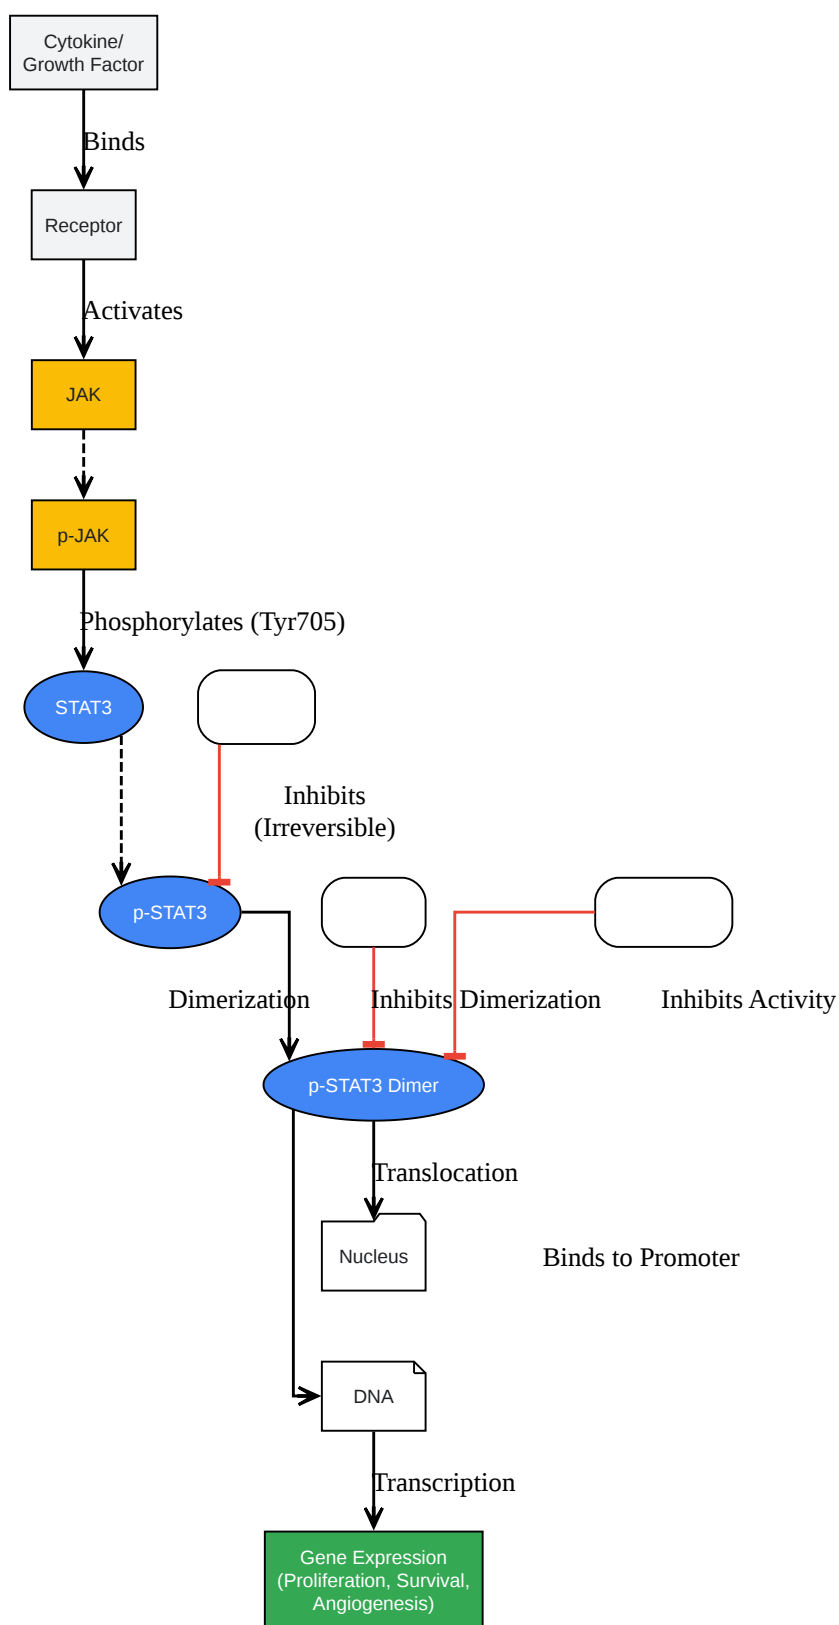 Cytokine/
Growth Factor
Binds
Receptor
Activates
JAK
p-JAK
Phosphorylates (Tyr705)
STAT3
Inhibits
(Irreversible)
p-STAT3
Dimerization
Inhibits Dimerization
Inhibits Activity
p-STAT3 Dimer
Translocation
Nucleus
Binds to Promoter
DNA
Transcription
Gene Expression
(Proliferation, Survival,
Angiogenesis)